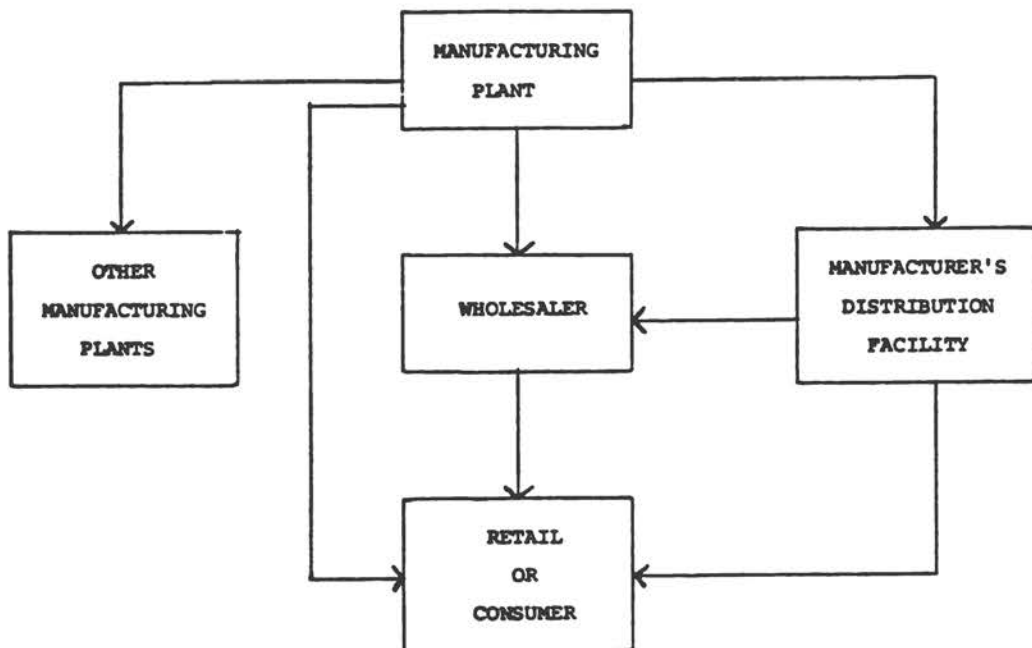 MANUFACTURING
PLANT
OTHER
MANUFACTURING
PLANTS
WHOLESALER
MANUFACTURER'S
DISTRIBUTION
FACILITY
RETAIL
OR
CONSUMER